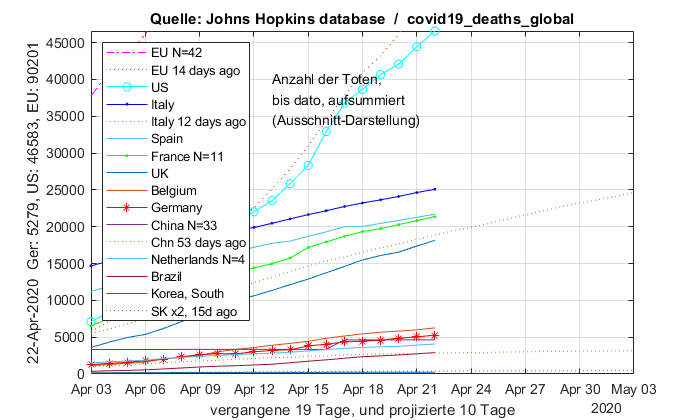 Quelle: Johns Hopkins database / covid19_deaths_global
22-Apr-2020 Ger: 5279, US: 46583, EU: 90201
45000
40000
35000
30000
25000
20000
15000
10000
5000
0
EU N=42
EU 14 days ago
US
Italy
Italy 12 days ago
Spain
France N=11
UK
Belgium
Germany
China N=33
Chn 53 days ago
Netherlands N=4
Brazil
Korea, South
SK x2, 15d ago
Anzahl der Toten,
bis dato, aufsummiert
(Ausschnitt-Darstellung)
Apr 03 Apr 06 Apr 09 Apr 12 Apr 15 Apr 18 Apr 21 Apr 24 Apr 27 Apr 30 May 03
2020
vergangene 19 Tage, und projizierte 10 Tage